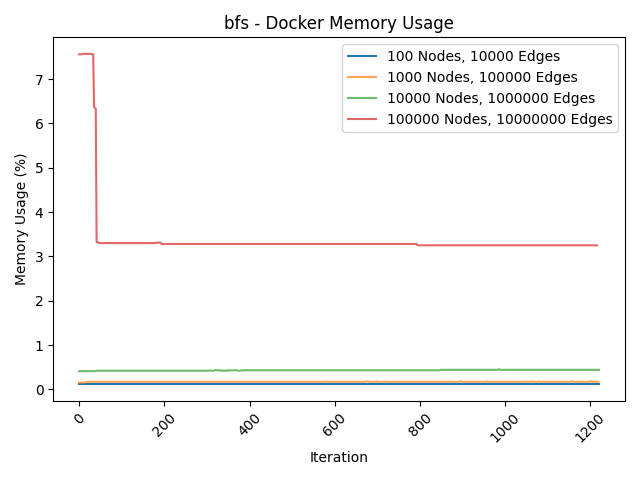 bfs - Docker Memory Usage
100 Nodes, 10000 Edges
1000 Nodes, 100000 Edges
10000 Nodes, 1000000 Edges
100000 Nodes, 10000000 Edges
Memory Usage (%)
7
6
5
4
3
2
1
0
0 200 400 600 800 1000 1200
Iteration